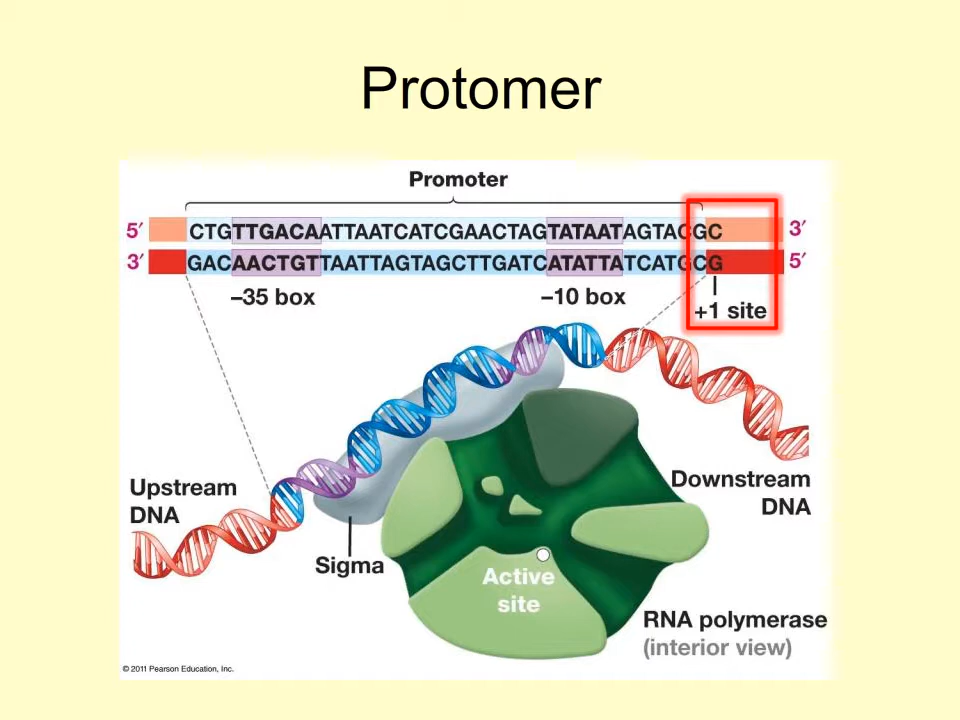 Protomer
Promoter
5′ CTGTTGACAATTAATCATCGAACTAGTATAATAGTACGC 3′
3′ GACAACTGTTAATTAGTAGCTTGATCATATTATCATGCG 5′
–35 box –10 box +1 site
Upstream
DNA
Downstream
DNA
Sigma
Active
site
RNA polymerase
(interior view)
© 2011 Pearson Education, Inc.